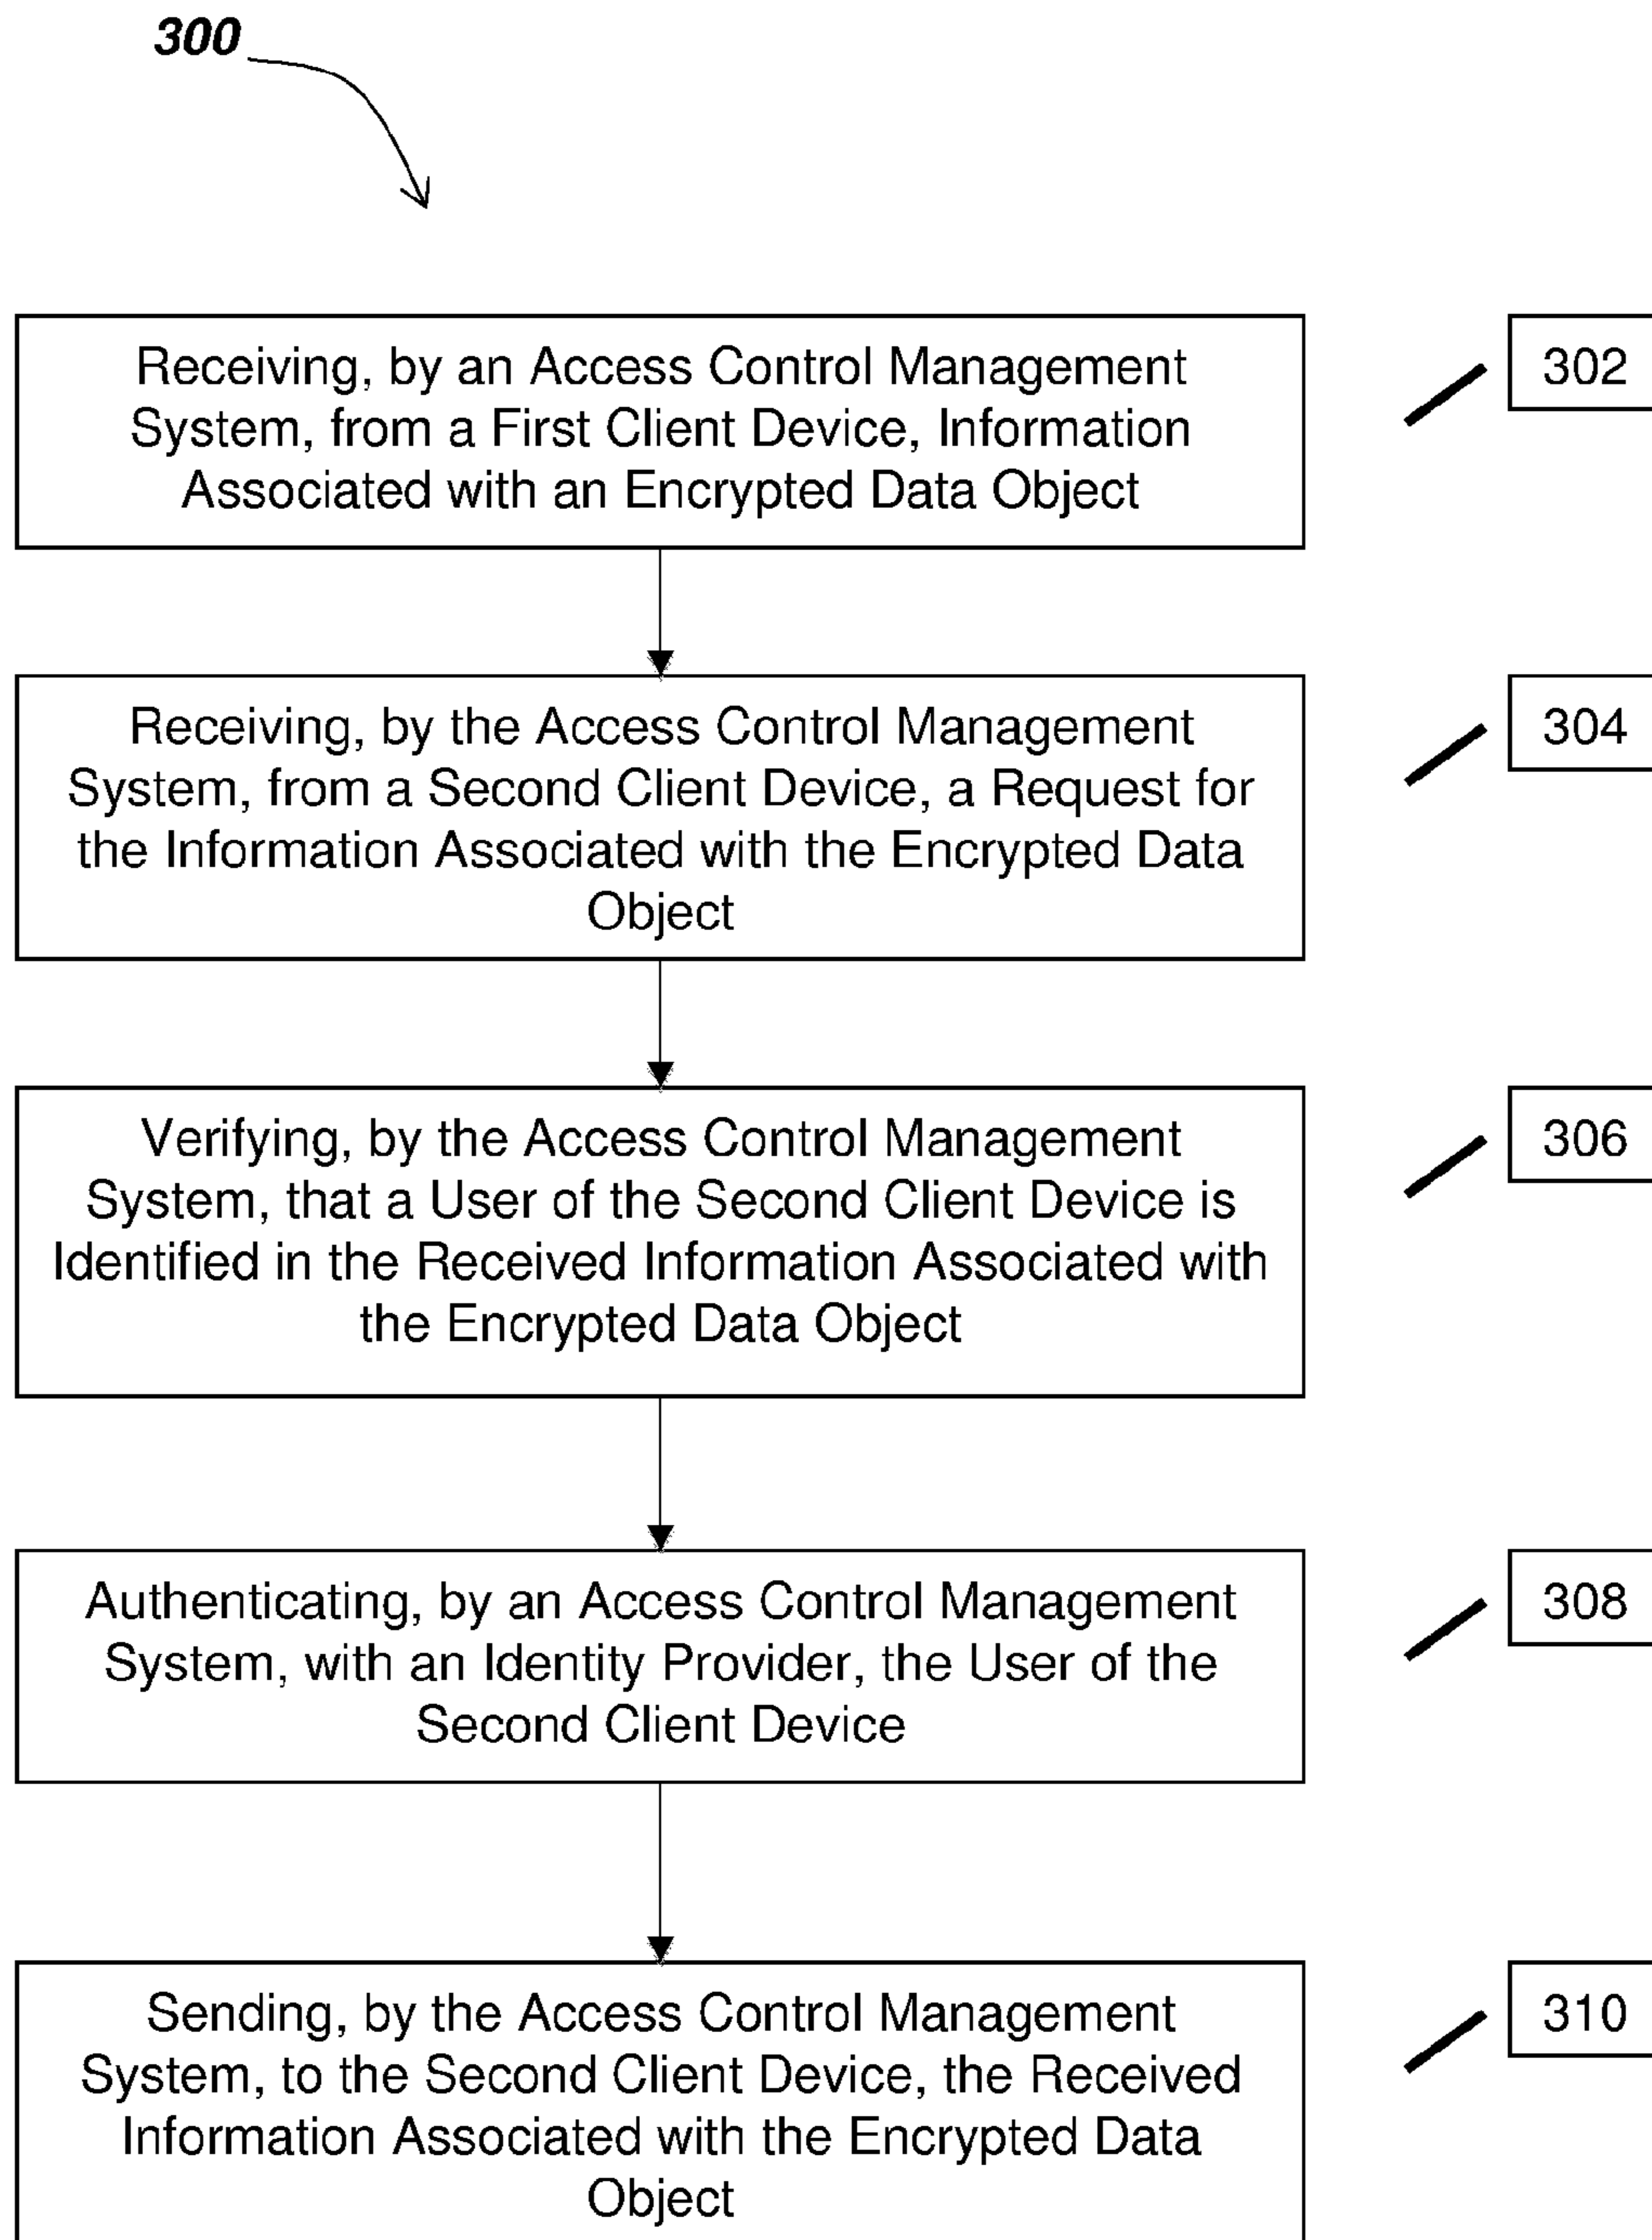 300
Receiving, by an Access Control Management
System, from a First Client Device, Information
Associated with an Encrypted Data Object
302
Receiving, by the Access Control Management
System, from a Second Client Device, a Request for
the Information Associated with the Encrypted Data
Object
304
Verifying, by the Access Control Management
System, that a User of the Second Client Device is
Identified in the Received Information Associated with
the Encrypted Data Object
306
Authenticating, by an Access Control Management
System, with an Identity Provider, the User of the
Second Client Device
308
Sending, by the Access Control Management
System, to the Second Client Device, the Received
Information Associated with the Encrypted Data
Object
310